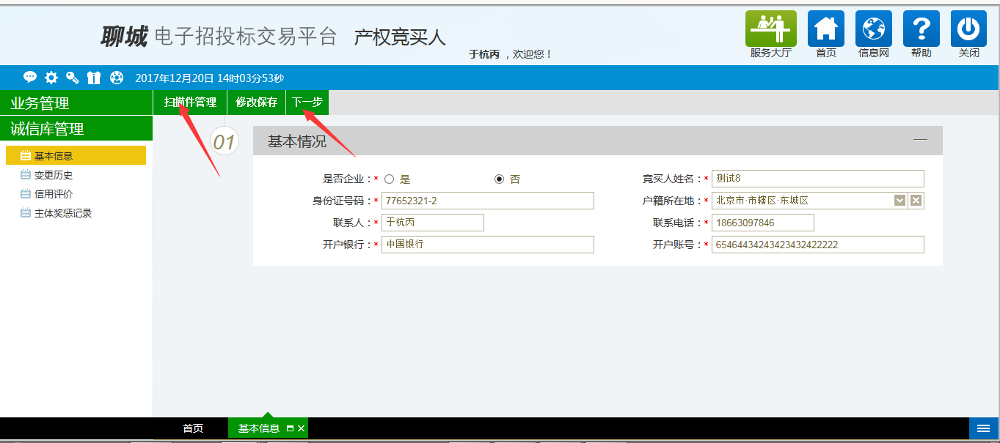 聊城 电子招投标交易平台 产权竞买人
于杭丙 ，欢迎您！
服务大厅 首页 信息网 帮助 关闭
2017年12月20日 14时03分53秒
业务管理
扫描件管理 修改保存 下一步
诚信库管理
基本信息
变更历史
信用评价
主体奖惩记录
01 基本情况
是否企业：* 是 否 竞买人姓名：* 测试8
身份证号码：* 77652321-2 户籍所在地：* 北京市·市辖区·东城区
联系人：* 于杭丙 联系电话：* 18663097846
开户银行：* 中国银行 开户账号：* 65464434243423432422222
首页 基本信息